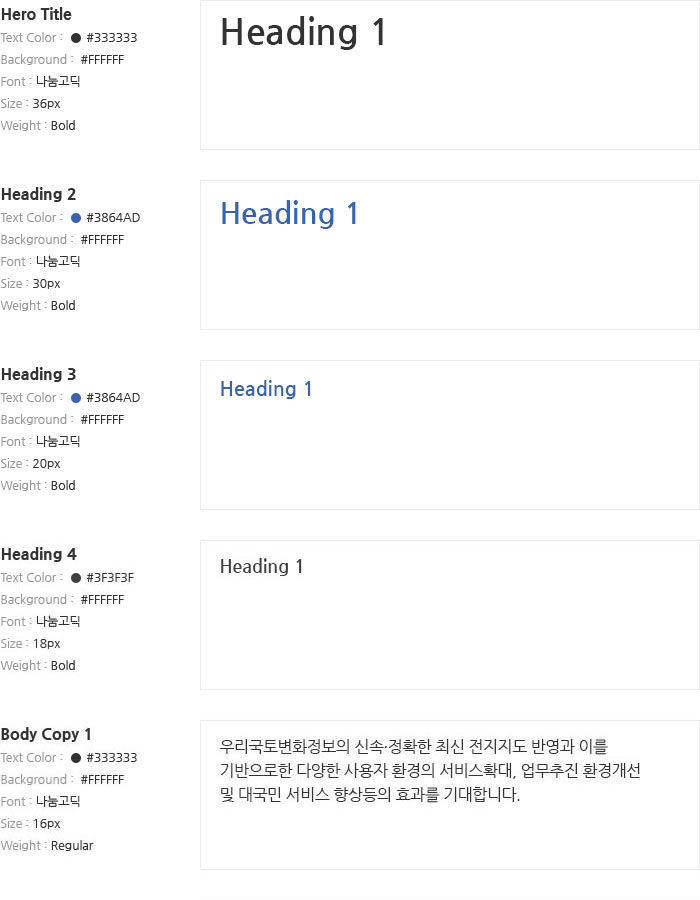 Hero Title
Text Color : #333333
Background : #FFFFFF
Font : 나눔고딕
Size : 36px
Weight : Bold
Heading 1
Heading 2
Text Color : #3864AD
Background : #FFFFFF
Font : 나눔고딕
Size : 30px
Weight : Bold
Heading 1
Heading 3
Text Color : #3864AD
Background : #FFFFFF
Font : 나눔고딕
Size : 20px
Weight : Bold
Heading 1
Heading 4
Text Color : #3F3F3F
Background : #FFFFFF
Font : 나눔고딕
Size : 18px
Weight : Bold
Heading 1
Body Copy 1
Text Color : #333333
Background : #FFFFFF
Font : 나눔고딕
Size : 16px
Weight : Regular
우리국토변화정보의 신속·정확한 최신 전지지도 반영과 이를
기반으로한 다양한 사용자 환경의 서비스확대, 업무추진 환경개선
및 대국민 서비스 향상등의 효과를 기대합니다.